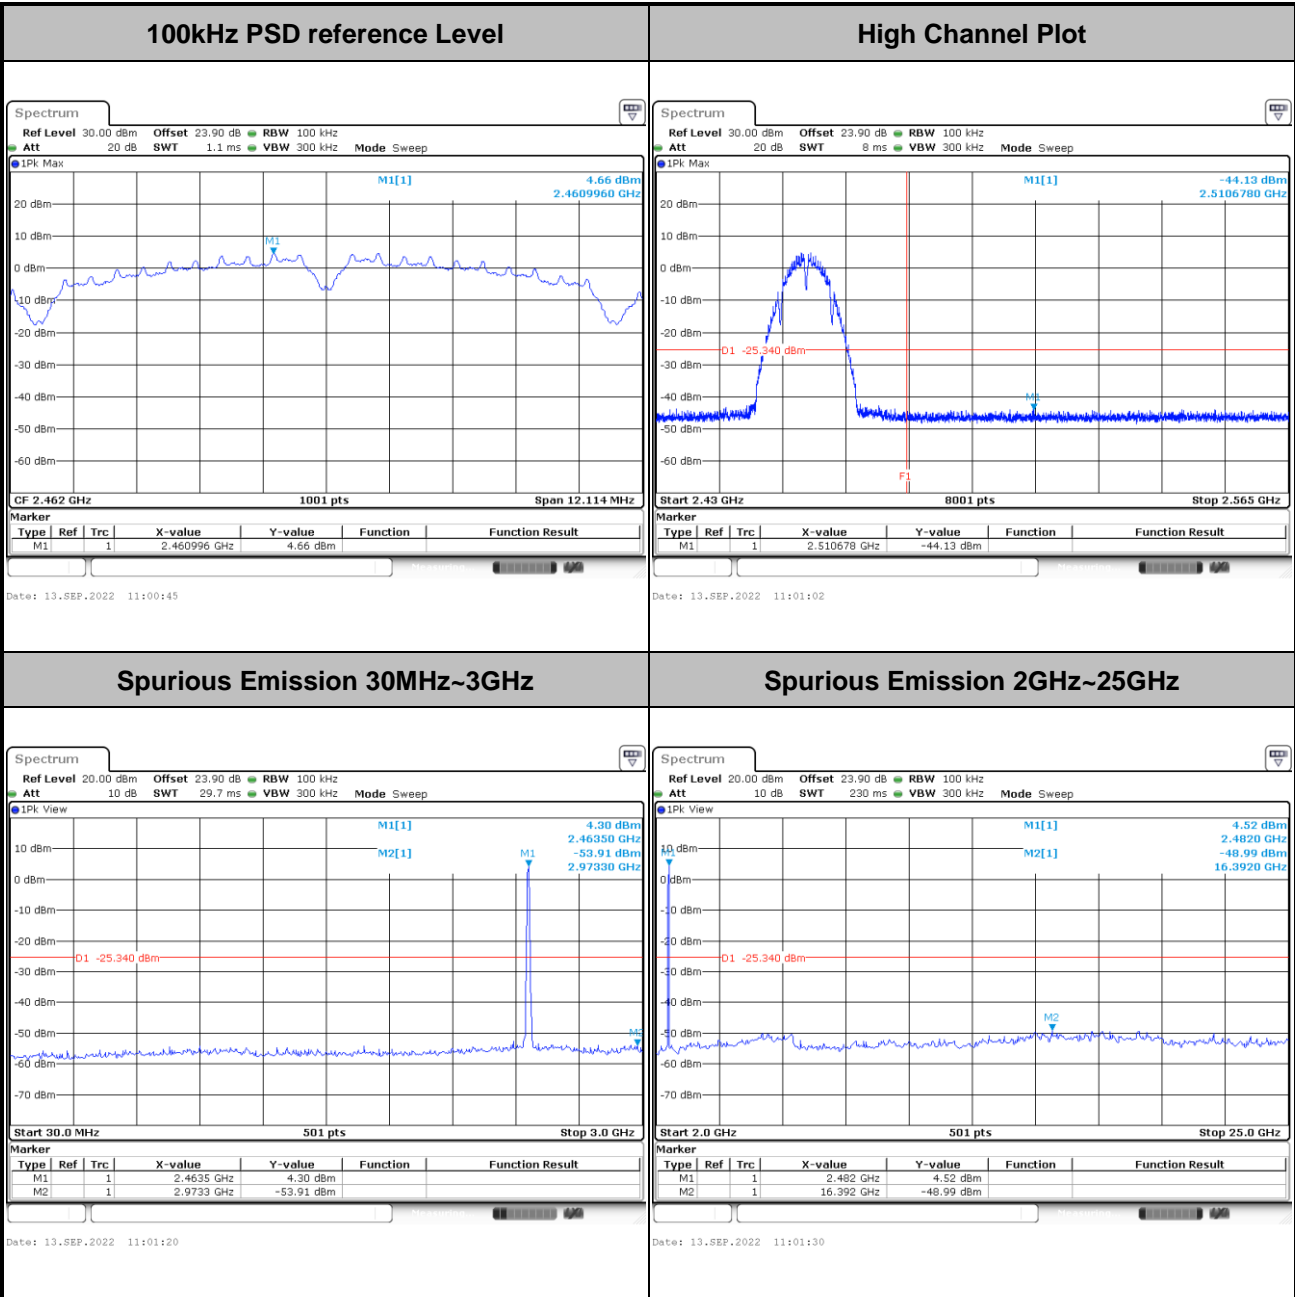 100kHz PSD reference Level
High Channel Plot
Spectrum
Ref Level 30.00 dBm Offset 23.90 dB RBW 100 kHz
Att 20 dB SWT 1.1 ms VBW 300 kHz Mode Sweep
1Pk Max
M1[1] 4.66 dBm
2.4609960 GHz
20 dBm
10 dBm
M1
0 dBm
-10 dBm
-20 dBm
-30 dBm
-40 dBm
-50 dBm
-60 dBm
CF 2.462 GHz 1001 pts Span 12.114 MHz
Marker
Type Ref Trc X-value Y-value Function Function Result
M1 1 2.460996 GHz 4.66 dBm
Measuring
Date: 13.SEP.2022 11:00:45
Spectrum
Ref Level 30.00 dBm Offset 23.90 dB RBW 100 kHz
Att 20 dB SWT 8 ms VBW 300 kHz Mode Sweep
1Pk Max
M1[1] -44.13 dBm
2.5106780 GHz
20 dBm
10 dBm
0 dBm
-10 dBm
-20 dBm
D1 -25.340 dBm
-30 dBm
-40 dBm
M1
-50 dBm
-60 dBm
F1
Start 2.43 GHz 8001 pts Stop 2.565 GHz
Marker
Type Ref Trc X-value Y-value Function Function Result
M1 1 2.510678 GHz -44.13 dBm
Measuring
Date: 13.SEP.2022 11:01:02
Spurious Emission 30MHz~3GHz
Spurious Emission 2GHz~25GHz
Spectrum
Ref Level 20.00 dBm Offset 23.90 dB RBW 100 kHz
Att 10 dB SWT 29.7 ms VBW 300 kHz Mode Sweep
1Pk View
M1[1] 4.30 dBm
2.46350 GHz
10 dBm
M2[1] M1 -53.91 dBm
2.97330 GHz
0 dBm
-10 dBm
-20 dBm
D1 -25.340 dBm
-30 dBm
-40 dBm
-50 dBm
M2
-60 dBm
-70 dBm
Start 30.0 MHz 501 pts Stop 3.0 GHz
Marker
Type Ref Trc X-value Y-value Function Function Result
M1 1 2.4635 GHz 4.30 dBm
M2 1 2.9733 GHz -53.91 dBm
Measuring
Date: 13.SEP.2022 11:01:20
Spectrum
Ref Level 20.00 dBm Offset 23.90 dB RBW 100 kHz
Att 10 dB SWT 230 ms VBW 300 kHz Mode Sweep
1Pk View
M1[1] 4.52 dBm
2.4820 GHz
10 dBm
M1 M2[1] -48.99 dBm
16.3920 GHz
0 dBm
-10 dBm
-20 dBm
D1 -25.340 dBm
-30 dBm
-40 dBm
M2
-50 dBm
-60 dBm
-70 dBm
Start 2.0 GHz 501 pts Stop 25.0 GHz
Marker
Type Ref Trc X-value Y-value Function Function Result
M1 1 2.482 GHz 4.52 dBm
M2 1 16.392 GHz -48.99 dBm
Measuring
Date: 13.SEP.2022 11:01:30